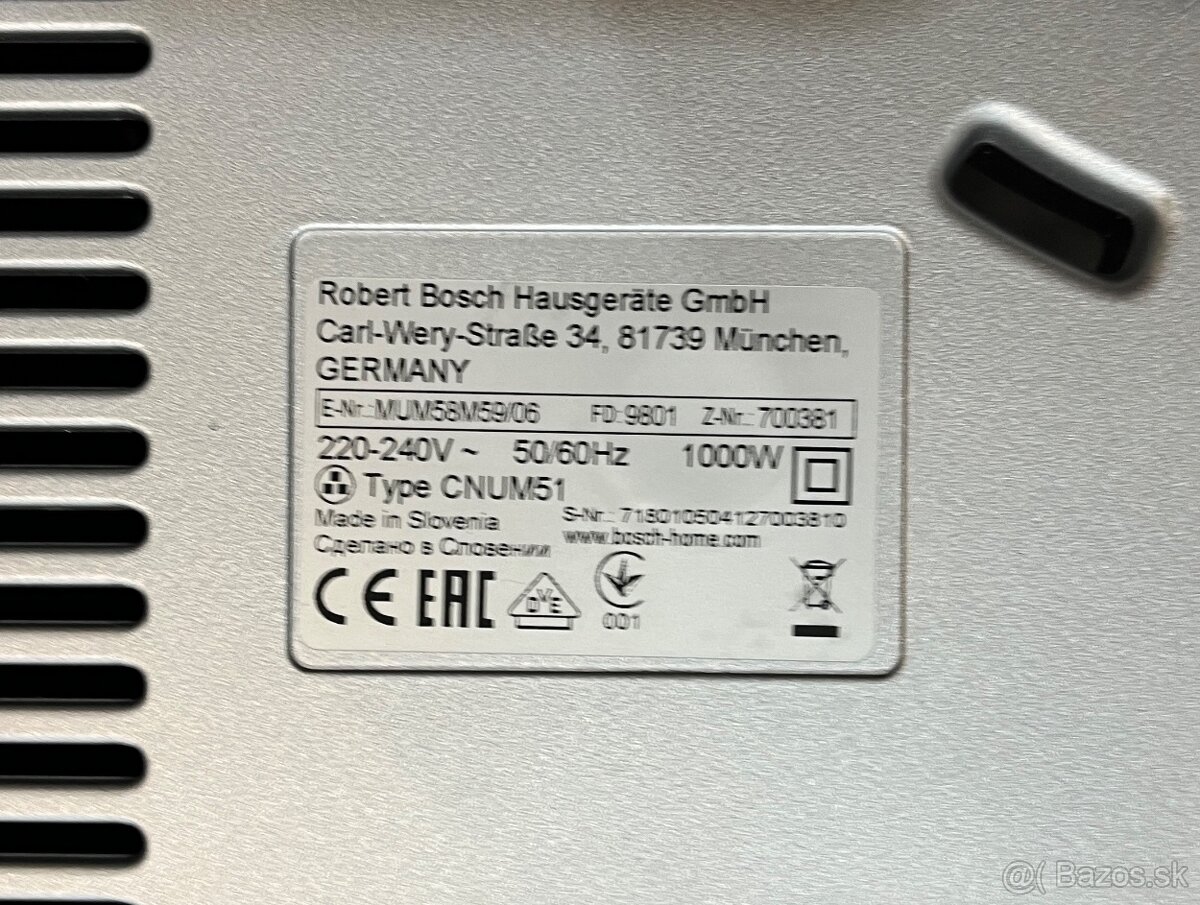 Robert Bosch Hausgeräte GmbH
Carl-Wery-Straße 34, 81739 München,
GERMANY
E-Nr.:MUM58M59/06 FD:9801 Z-Nr.:700381
220-240V ~ 50/60Hz 1000W
Type CNUM51
Made in Slovenia S-Nr.: 718010504127003810
Сделано в Словении www.bosch-home.com
CE EAC DVE
001
@( Bazos.sk